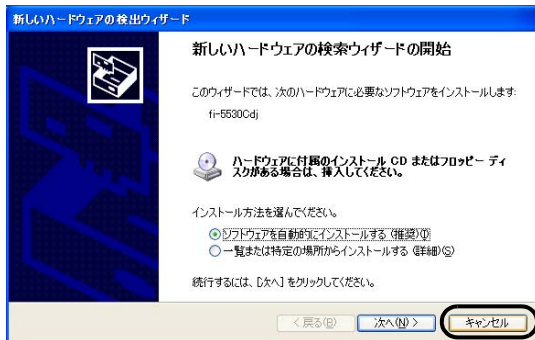 新しいハードウェアの検出ウィザード
新しいハードウェアの検索ウィザードの開始
このウィザードでは、次のハードウェアに必要なソフトウェアをインストールします:
fi-5530Cdj
ハードウェアに付属のインストール CD またはフロッピー ディ
スクがある場合は、挿入してください。
インストール方法を選んでください。
ソフトウェアを自動的にインストールする (推奨)(I)
一覧または特定の場所からインストールする (詳細)(S)
続行するには、[次へ] をクリックしてください。
< 戻る(B)
次へ(N) >
キャンセル